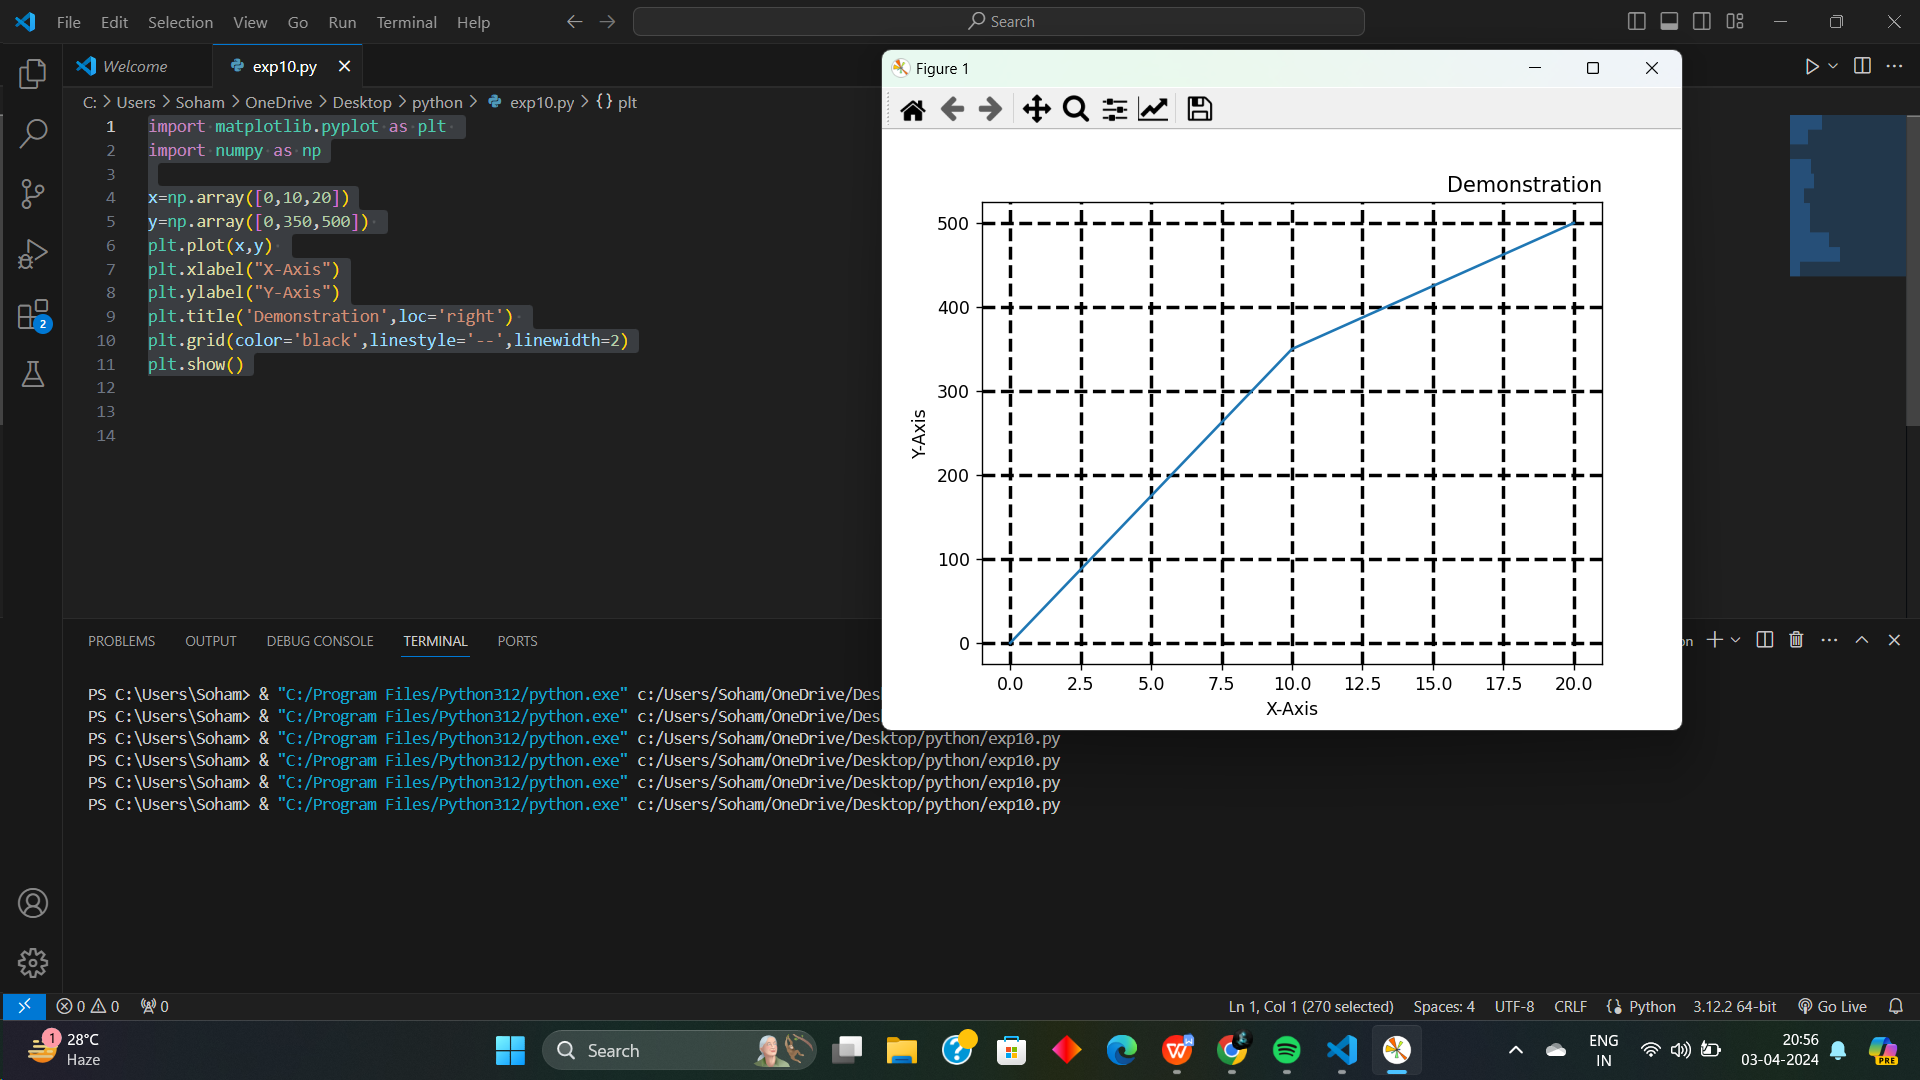 File Edit Selection View Go Run Terminal Help
Search
Welcome
exp10.py
C: > Users > Soham > OneDrive > Desktop > python > exp10.py > {} plt
1 import matplotlib.pyplot as plt
2 import numpy as np
3
4 x=np.array([0,10,20])
5 y=np.array([0,350,500])
6 plt.plot(x,y)
7 plt.xlabel("X-Axis")
8 plt.ylabel("Y-Axis")
9 plt.title('Demonstration',loc='right')
10 plt.grid(color='black',linestyle='--',linewidth=2)
11 plt.show()
12
13
14
2
Figure 1
Demonstration
500
400
300
200
100
0
Y-Axis
0.0 2.5 5.0 7.5 10.0 12.5 15.0 17.5 20.0
X-Axis
PROBLEMS OUTPUT DEBUG CONSOLE TERMINAL PORTS
on
PS C:\Users\Soham> & "C:/Program Files/Python312/python.exe" c:/Users/Soham/OneDrive/Des
PS C:\Users\Soham> & "C:/Program Files/Python312/python.exe" c:/Users/Soham/OneDrive/Des
PS C:\Users\Soham> & "C:/Program Files/Python312/python.exe" c:/Users/Soham/OneDrive/Desktop/python/exp10.py
PS C:\Users\Soham> & "C:/Program Files/Python312/python.exe" c:/Users/Soham/OneDrive/Desktop/python/exp10.py
PS C:\Users\Soham> & "C:/Program Files/Python312/python.exe" c:/Users/Soham/OneDrive/Desktop/python/exp10.py
PS C:\Users\Soham> & "C:/Program Files/Python312/python.exe" c:/Users/Soham/OneDrive/Desktop/python/exp10.py
0 0 0
Ln 1, Col 1 (270 selected) Spaces: 4 UTF-8 CRLF {} Python 3.12.2 64-bit Go Live
1
28°C
Haze
Search
ENG
IN
20:56
03-04-2024
PRE